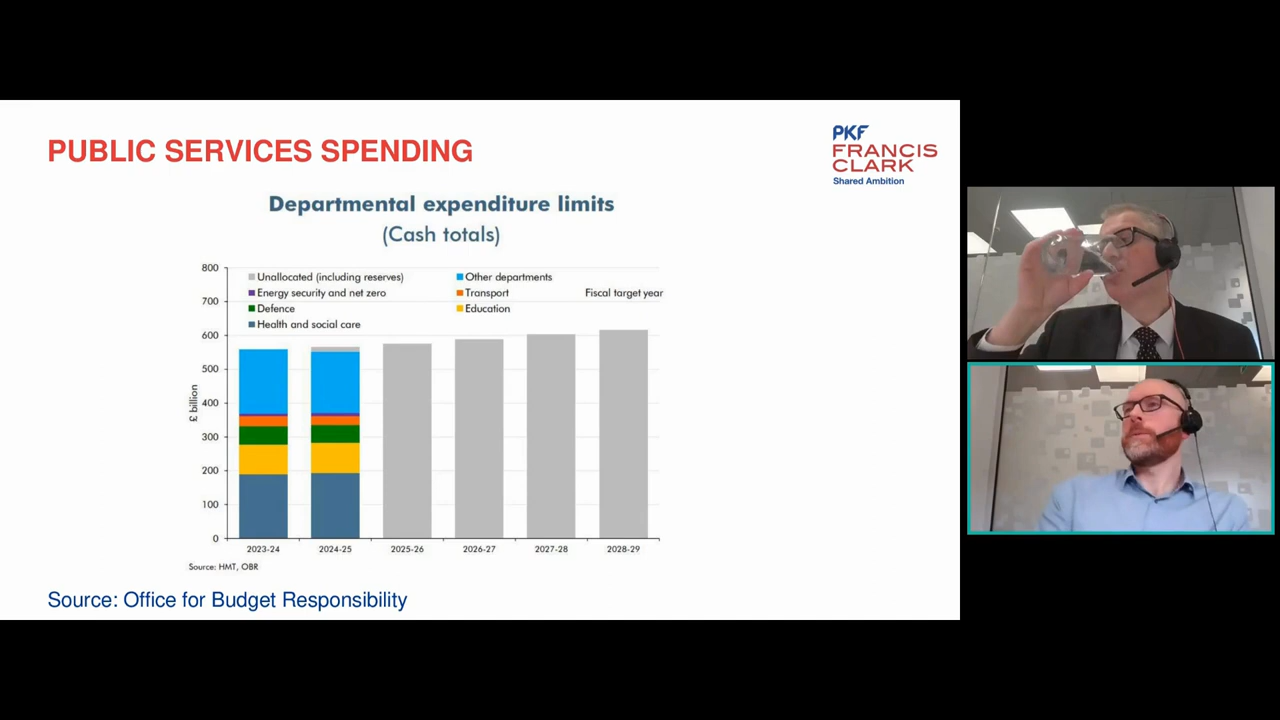 PUBLIC SERVICES SPENDING
PKF
FRANCIS
CLARK
Shared Ambition
Departmental expenditure limits
(Cash totals)
£ billion
800
700
600
500
400
300
200
100
0
Unallocated (including reserves)
Other departments
Energy security and net zero
Transport
Fiscal target year
Defence
Education
Health and social care
2023-24
2024-25
2025-26
2026-27
2027-28
2028-29
Source: HMT, OBR
Source: Office for Budget Responsibility